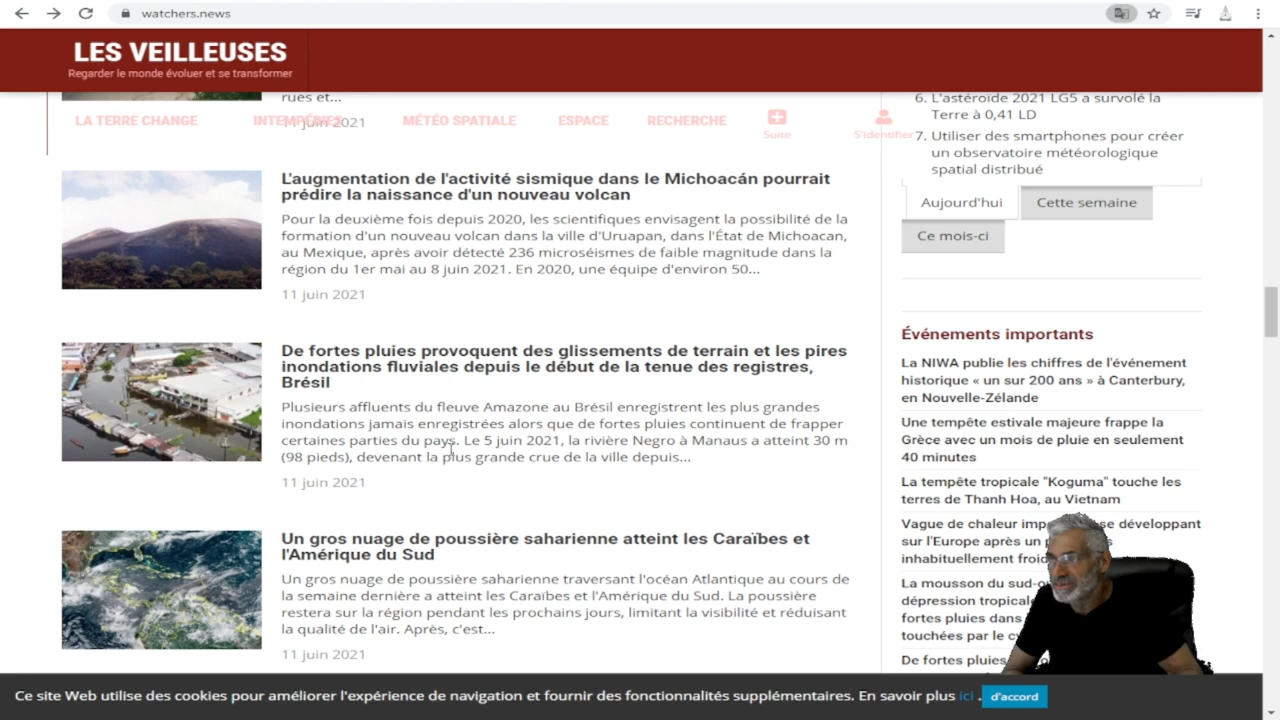 watchers.news
LES VEILLEUSES
Regarder le monde évoluer et se transformer
LA TERRE CHANGE
INTEMPÉRIES
MÉTÉO SPATIALE
ESPACE
RECHERCHE
Suite
S'identifier
rues et...
11 juin 2021
L'augmentation de l'activité sismique dans le Michoacán pourrait
prédire la naissance d'un nouveau volcan
Pour la deuxième fois depuis 2020, les scientifiques envisagent la possibilité de la
formation d'un nouveau volcan dans la ville d'Uruapan, dans l'État de Michoacan,
au Mexique, après avoir détecté 236 microséismes de faible magnitude dans la
région du 1er mai au 8 juin 2021. En 2020, une équipe d'environ 50...
11 juin 2021
De fortes pluies provoquent des glissements de terrain et les pires
inondations fluviales depuis le début de la tenue des registres,
Brésil
Plusieurs affluents du fleuve Amazone au Brésil enregistrent les plus grandes
inondations jamais enregistrées alors que de fortes pluies continuent de frapper
certaines parties du pays. Le 5 juin 2021, la rivière Negro à Manaus a atteint 30 m
(98 pieds), devenant la plus grande crue de la ville depuis...
11 juin 2021
Un gros nuage de poussière saharienne atteint les Caraïbes et
l'Amérique du Sud
Un gros nuage de poussière saharienne traversant l'océan Atlantique au cours de
la semaine dernière a atteint les Caraïbes et l'Amérique du Sud. La poussière
restera sur la région pendant les prochains jours, limitant la visibilité et réduisant
la qualité de l'air. Après, c'est...
11 juin 2021
6. L'astéroïde 2021 LG5 a survolé la
Terre à 0,41 LD
7. Utiliser des smartphones pour créer
un observatoire météorologique
spatial distribué
Aujourd'hui
Cette semaine
Ce mois-ci
Événements importants
La NIWA publie les chiffres de l'événement
historique « un sur 200 ans » à Canterbury,
en Nouvelle-Zélande
Une tempête estivale majeure frappe la
Grèce avec un mois de pluie en seulement
40 minutes
La tempête tropicale "Koguma" touche les
terres de Thanh Hoa, au Vietnam
Vague de chaleur se développant
sur l'Europe après un
inhabituellement
La mousson du
dépression
fortes pluies dans
touchées par le
De fortes pluies
Ce site Web utilise des cookies pour améliorer l'expérience de navigation et fournir des fonctionnalités supplémentaires. En savoir plus ici .
d'accord